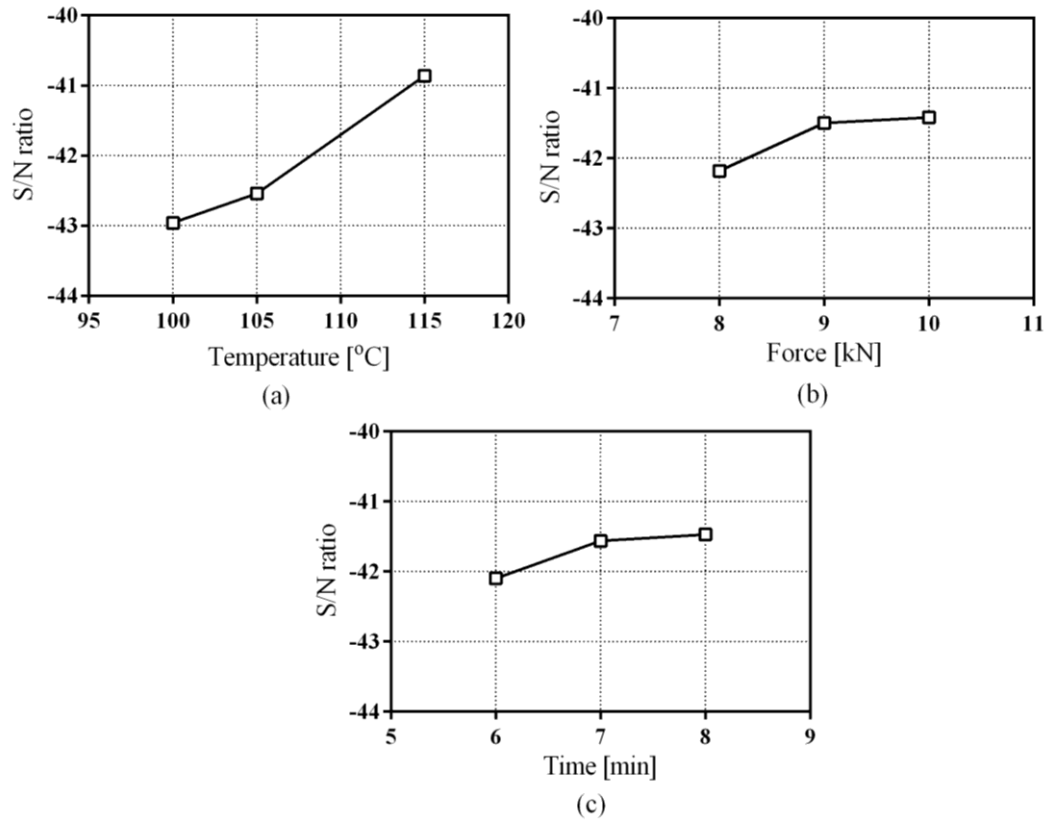 -40
-41
-42
-43
-44
S/N ratio
95 100 105 110 115 120
Temperature [°C]
(a)
-40
-41
-42
-43
-44
S/N ratio
7 8 9 10 11
Force [kN]
(b)
-40
-41
-42
-43
-44
S/N ratio
5 6 7 8 9
Time [min]
(c)